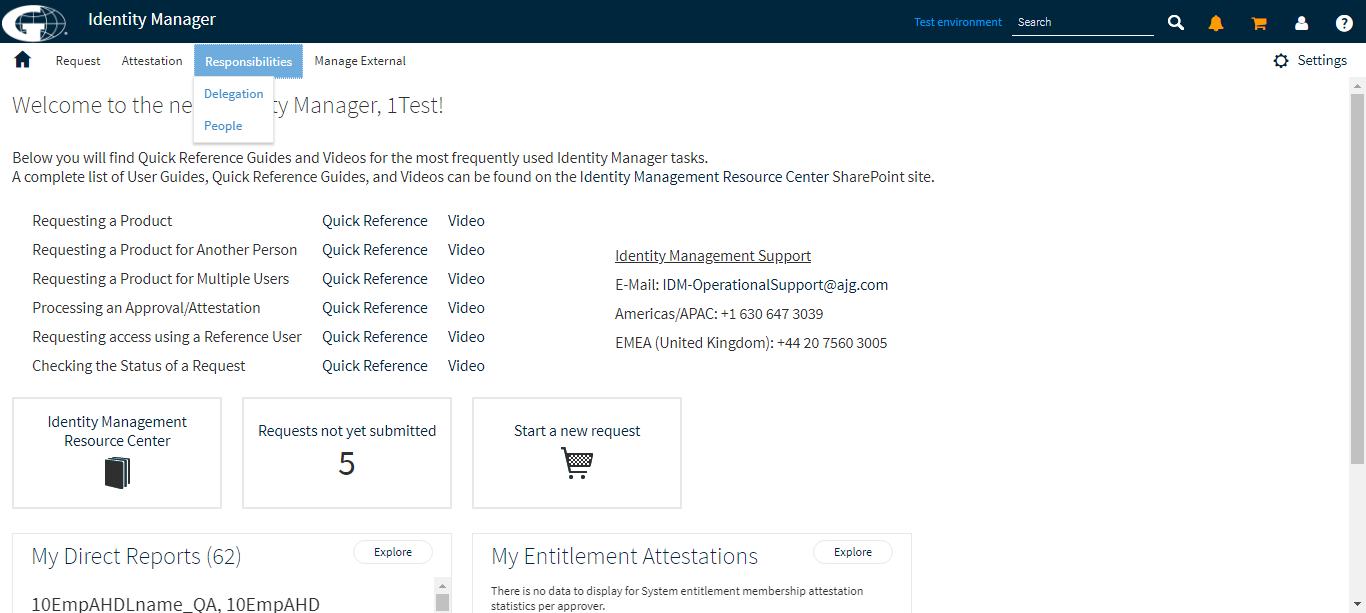 Identity Manager
Test environment Search
Request Attestation Responsibilities Manage External Settings
Delegation
People
Welcome to the ne ty Manager, 1Test!
Below you will find Quick Reference Guides and Videos for the most frequently used Identity Manager tasks.
A complete list of User Guides, Quick Reference Guides, and Videos can be found on the Identity Management Resource Center SharePoint site.
Requesting a Product Quick Reference Video
Requesting a Product for Another Person Quick Reference Video
Requesting a Product for Multiple Users Quick Reference Video
Processing an Approval/Attestation Quick Reference Video
Requesting access using a Reference User Quick Reference Video
Checking the Status of a Request Quick Reference Video
Identity Management Support
E-Mail: IDM-OperationalSupport@ajg.com
Americas/APAC: +1 630 647 3039
EMEA (United Kingdom): +44 20 7560 3005
Identity Management
Resource Center
Requests not yet submitted
5
Start a new request
My Direct Reports (62) Explore
10EmpAHDLname_QA, 10EmpAHD
My Entitlement Attestations Explore
There is no data to display for System entitlement membership attestation
statistics per approver.